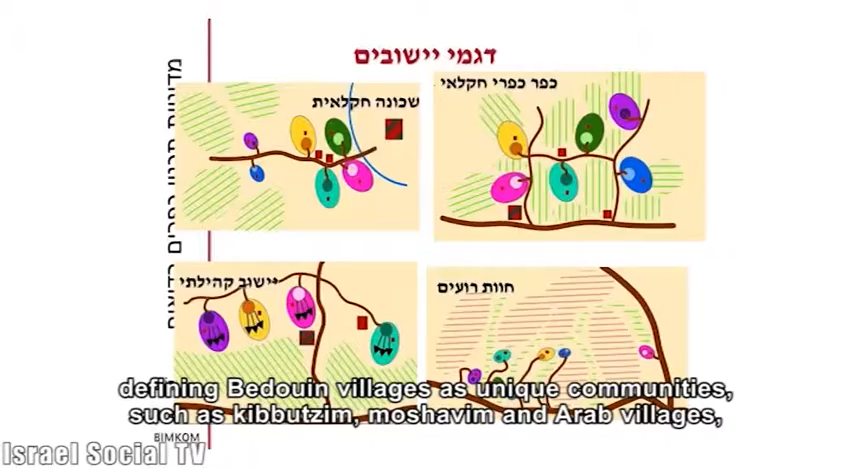 דגמי יישובים
שכונה חקלאית
כפר כפרי חקלאי
יישוב קהילתי
חוות רועים
defining Bedouin villages as unique communities,
such as kibbutzim, moshavim and Arab villages,
BIMKOM
Israel Social TV